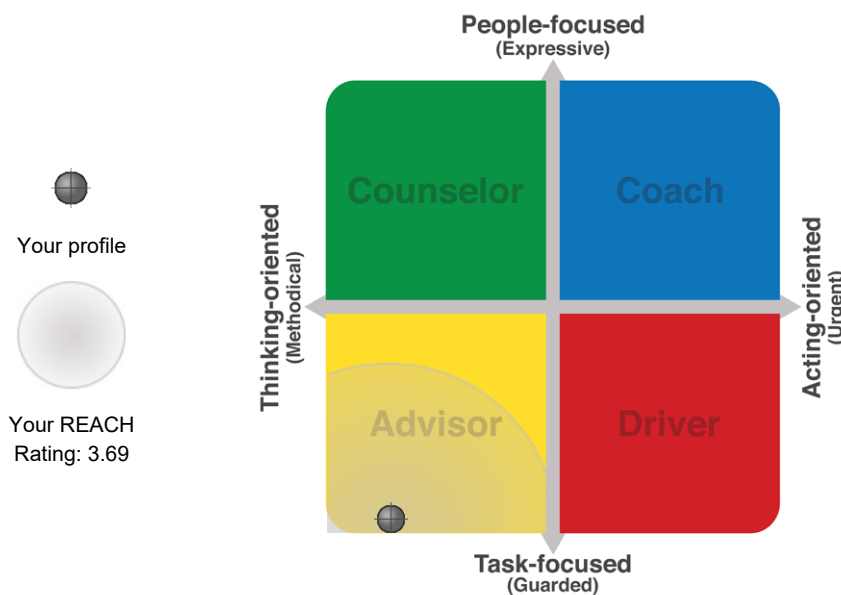 People-focused
(Expressive)
Counselor
Coach
Your profile
Thinking-oriented
(Methodical)
Acting-oriented
(Urgent)
Your REACH
Rating: 3.69
Advisor
Driver
Task-focused
(Guarded)